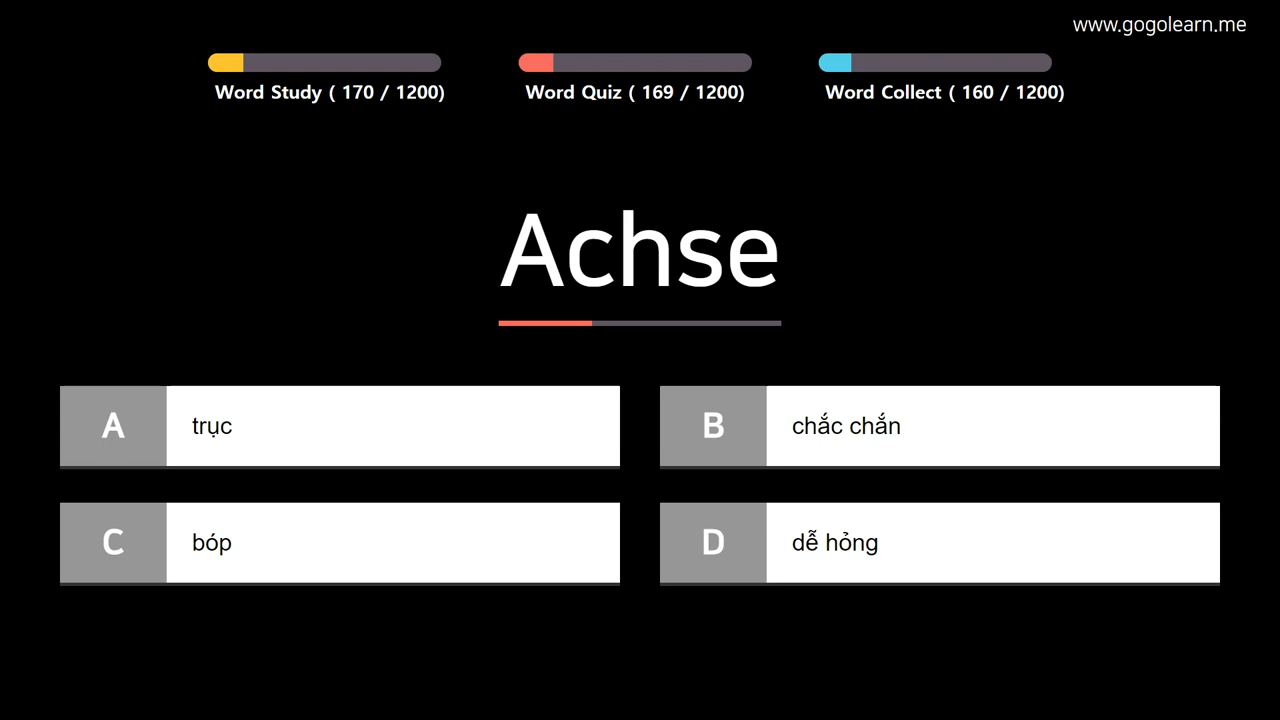 www.gogolearn.me
Word Study ( 170 / 1200)
Word Quiz ( 169 / 1200)
Word Collect ( 160 / 1200)
Achse
A trục
B chắc chắn
C bóp
D dễ hỏng